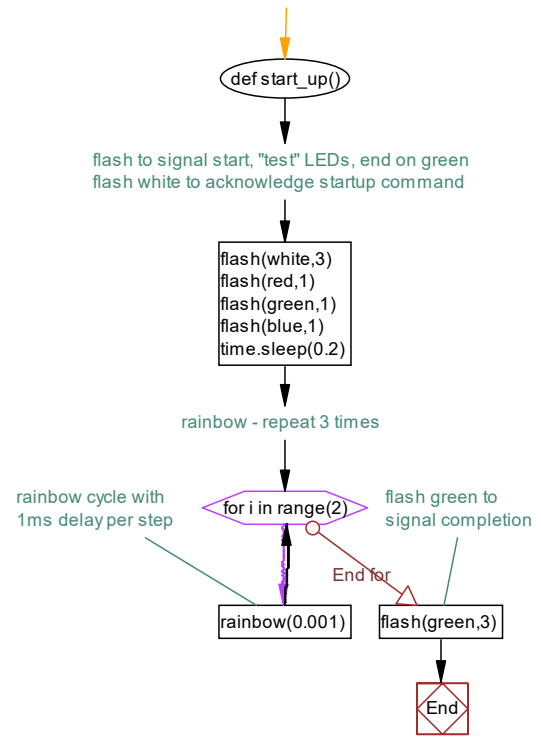 def start_up()
flash to signal start, "test" LEDs, end on green
flash white to acknowledge startup command
flash(white,3)
flash(red,1)
flash(green,1)
flash(blue,1)
time.sleep(0.2)
rainbow - repeat 3 times
rainbow cycle with
1ms delay per step
for i in range(2)
flash green to
signal completion
End for
rainbow(0.001)
flash(green,3)
End